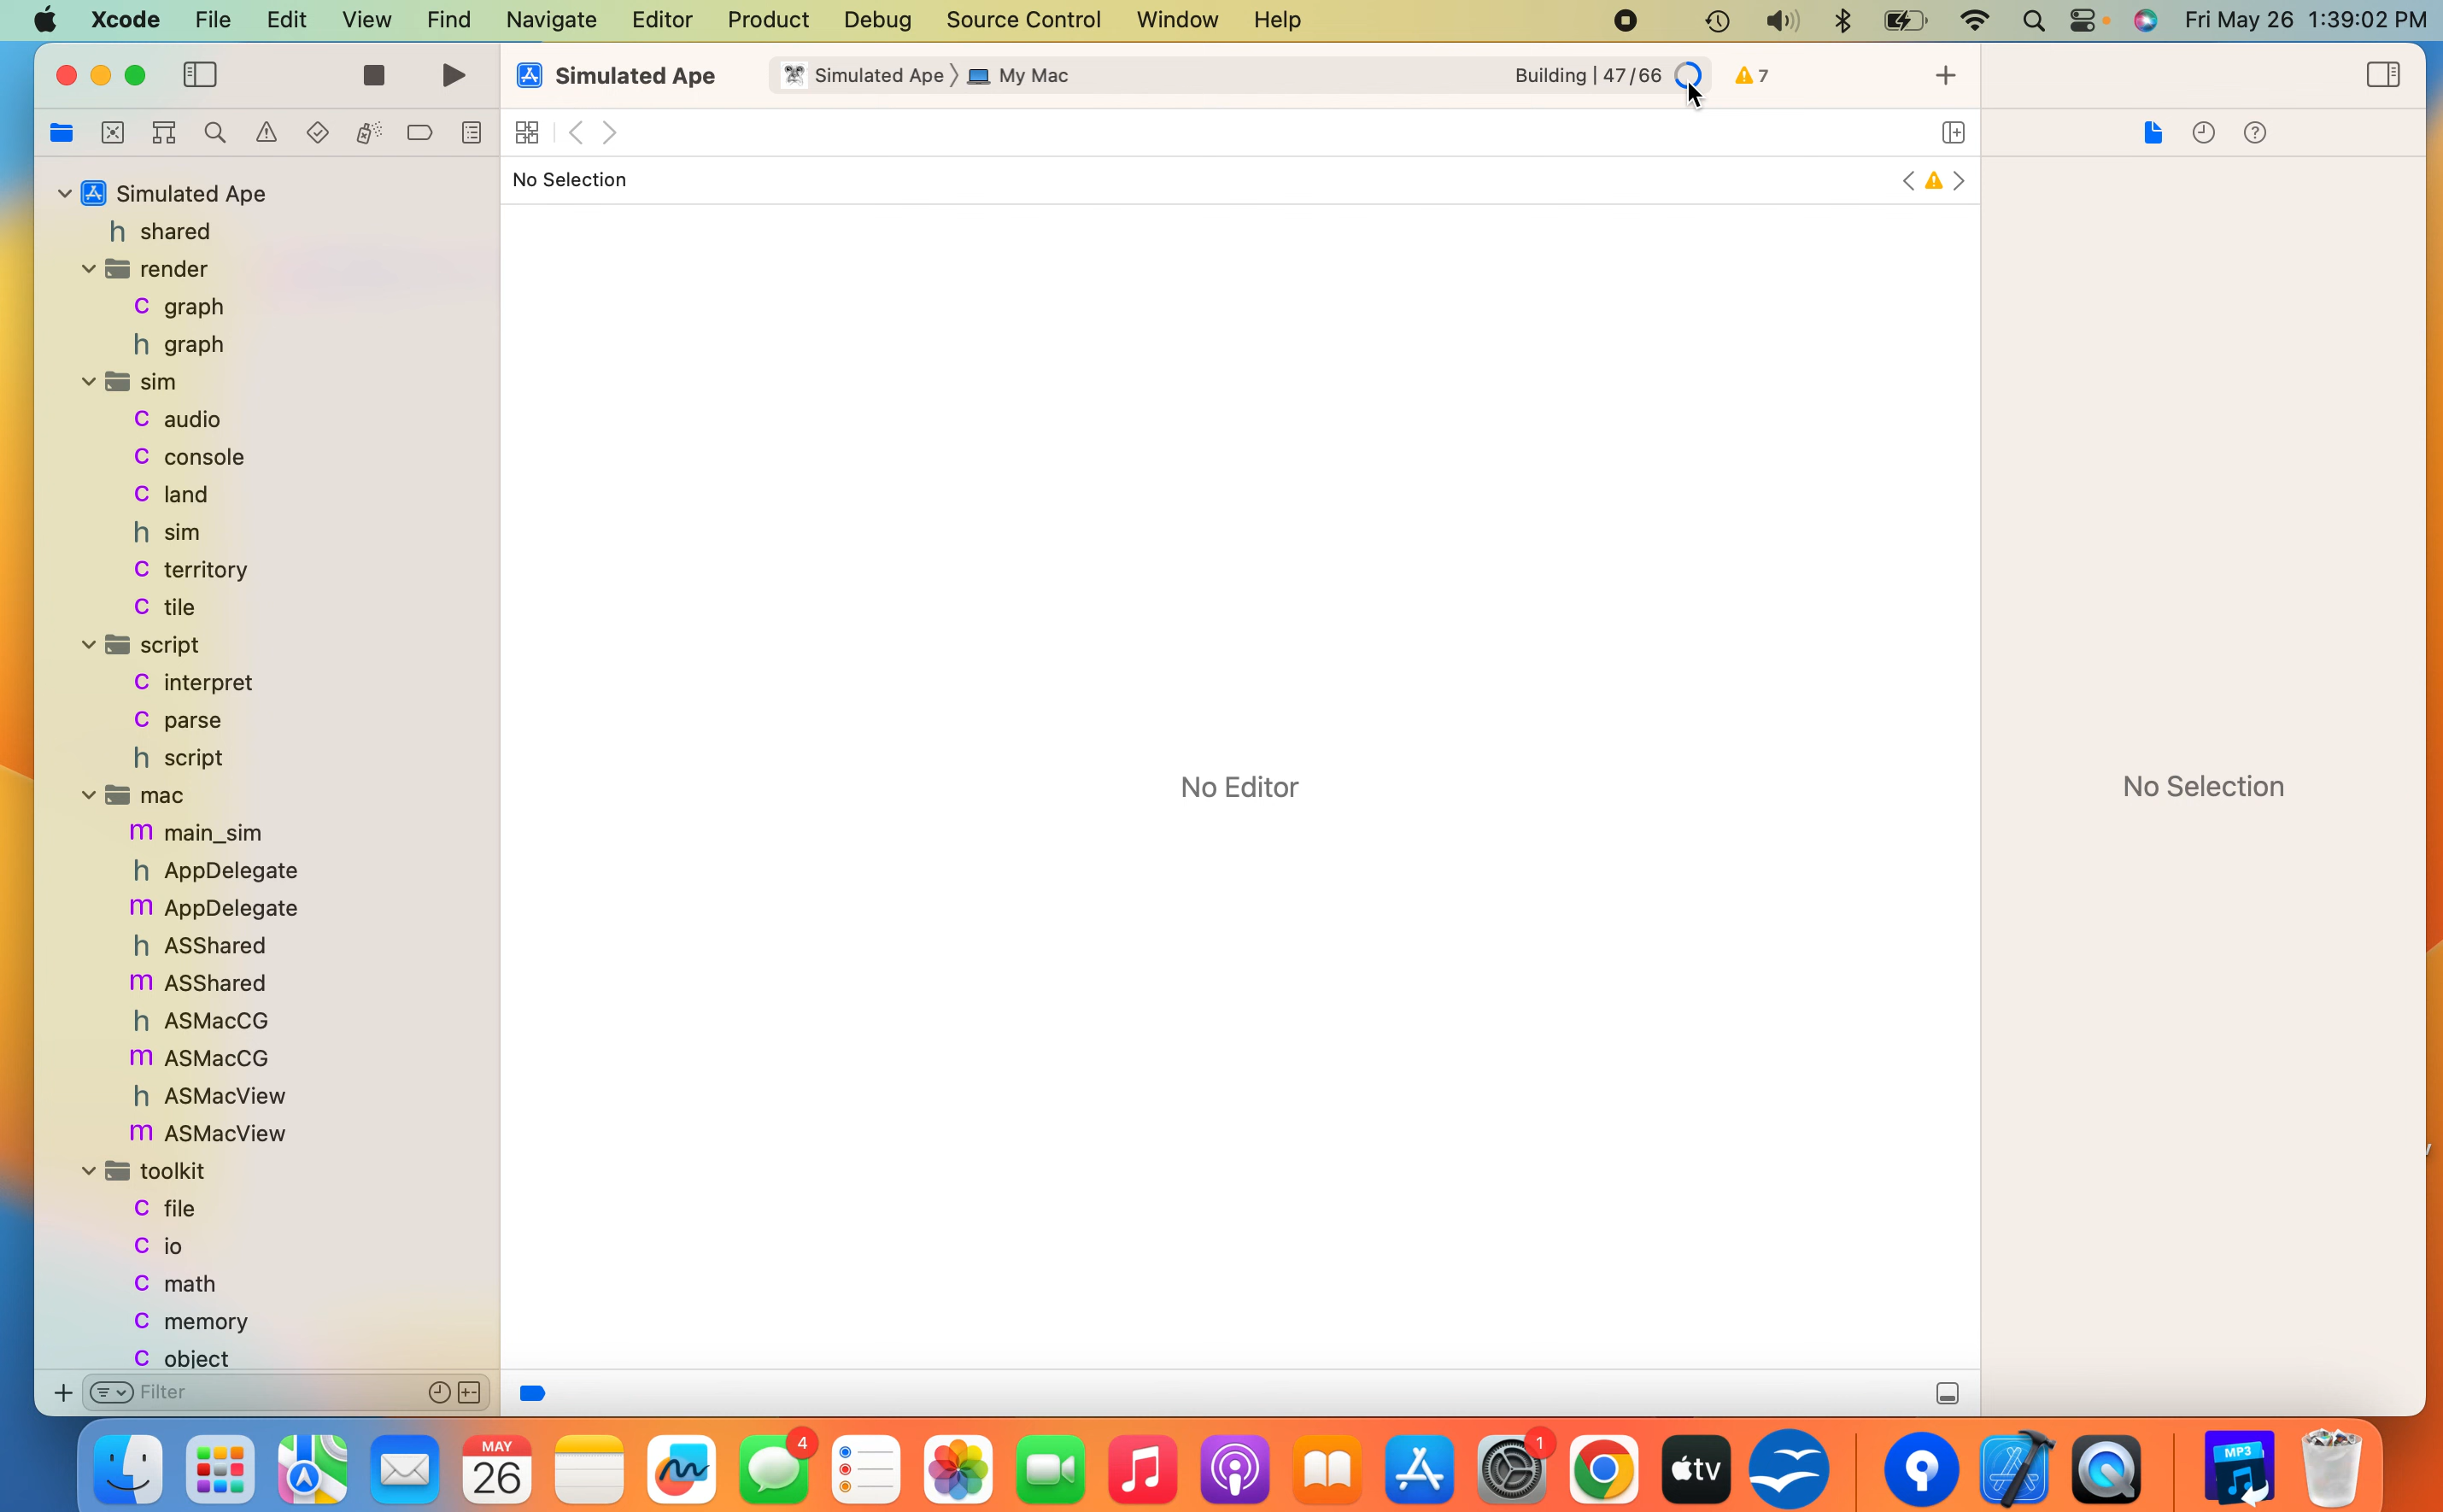 Xcode File Edit View Find Navigate Editor Product Debug Source Control Window Help Fri May 26 1:39:02 PM
Simulated Ape Simulated Ape My Mac Building | 47/66 7
No Selection
Simulated Ape
h shared
render
C graph
h graph
sim
C audio
C console
C land
h sim
C territory
C tile
script
C interpret
C parse
h script
mac
m main_sim
h AppDelegate
m AppDelegate
h ASShared
m ASShared
h ASMacCG
m ASMacCG
h ASMacView
m ASMacView
toolkit
C file
C io
C math
C memory
C object
No Editor
No Selection
Filter
MAY
26
4
1
tv
MP3